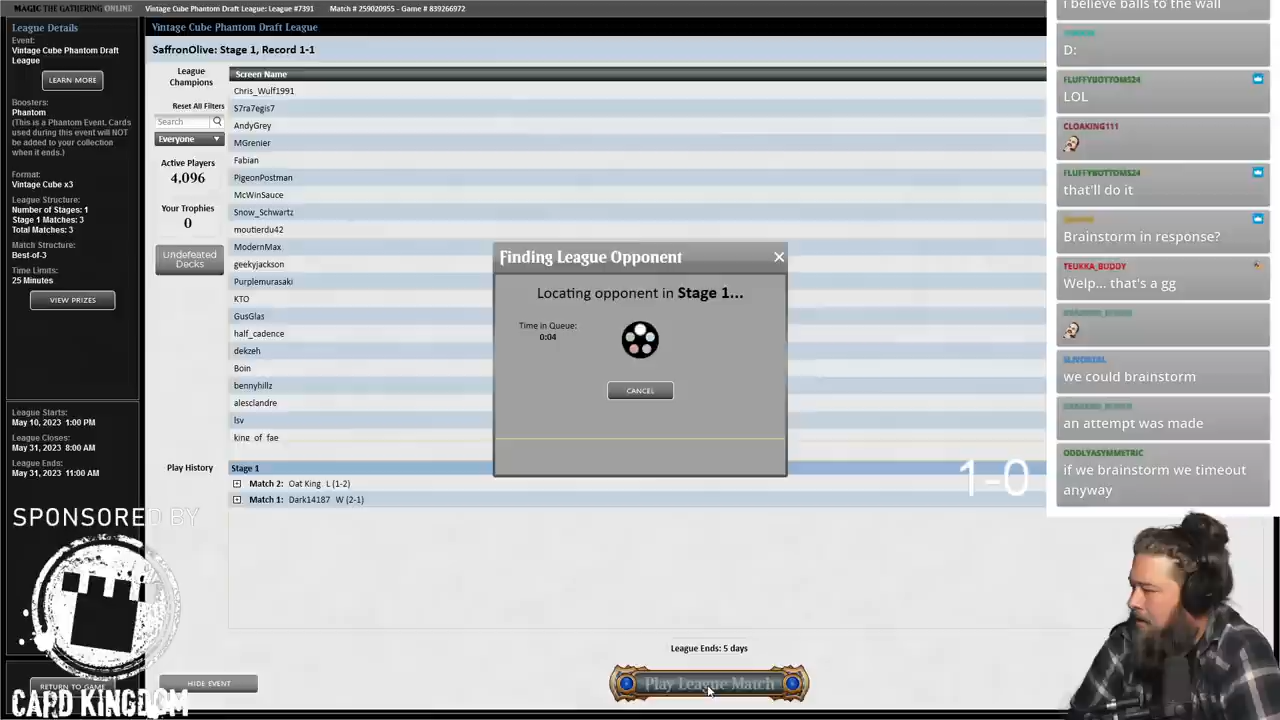 MAGIC THE GATHERING ONLINE
Vintage Cube Phantom Draft League: League #7391
Match # 259020955 - Game # 839266972
League Details
Event:
Vintage Cube Phantom Draft
League
LEARN MORE
Boosters:
Phantom
(This is a Phantom Event. Cards
used during this event will NOT
be added to your collection
when it ends.)
Format:
Vintage Cube x3
League Structure:
Number of Stages: 1
Stage 1 Matches: 3
Total Matches: 3
Match Structure:
Best-of-3
Time Limits:
25 Minutes
VIEW PRIZES
League Starts:
May 10, 2023 1:00 PM
League Closes:
May 31, 2023 8:00 AM
League Ends:
May 31, 2023 11:00 AM
SPONSORED BY
RETURN TO GAME
CARD KINGDOM
Vintage Cube Phantom Draft League
SaffronOlive: Stage 1, Record 1-1
League
Champions
Reset All Filters
Search
Everyone
Active Players
4,096
Your Trophies
0
Undefeated
Decks
Screen Name
Chris_Wulf1991
S7ra7egis7
AndyGrey
MGrenier
Fabian
PigeonPostman
McWinSauce
Snow_Schwartz
moutierdu42
ModernMax
geekyjackson
Purplemurasaki
KTO
GusGlas
half_cadence
dekzeh
Boin
bennyhillz
alesclandre
lsv
king_of_fae
Play History
Stage 1
Match 2: Oat King L (1-2)
Match 1: Dark14187 W (2-1)
Finding League Opponent
Locating opponent in Stage 1...
Time in Queue:
0:04
CANCEL
1-0
League Ends: 5 days
HIDE EVENT
Play League Match
i believe balls to the wall
D:
FLUFFYBOTTOMS24
LOL
CLOAKING111
FLUFFYBOTTOMS24
that'll do it
Brainstorm in response?
TEUKKA_BUDDY
Welp... that's a gg
we could brainstorm
an attempt was made
ODDLYASYMMETRIC
if we brainstorm we timeout
anyway